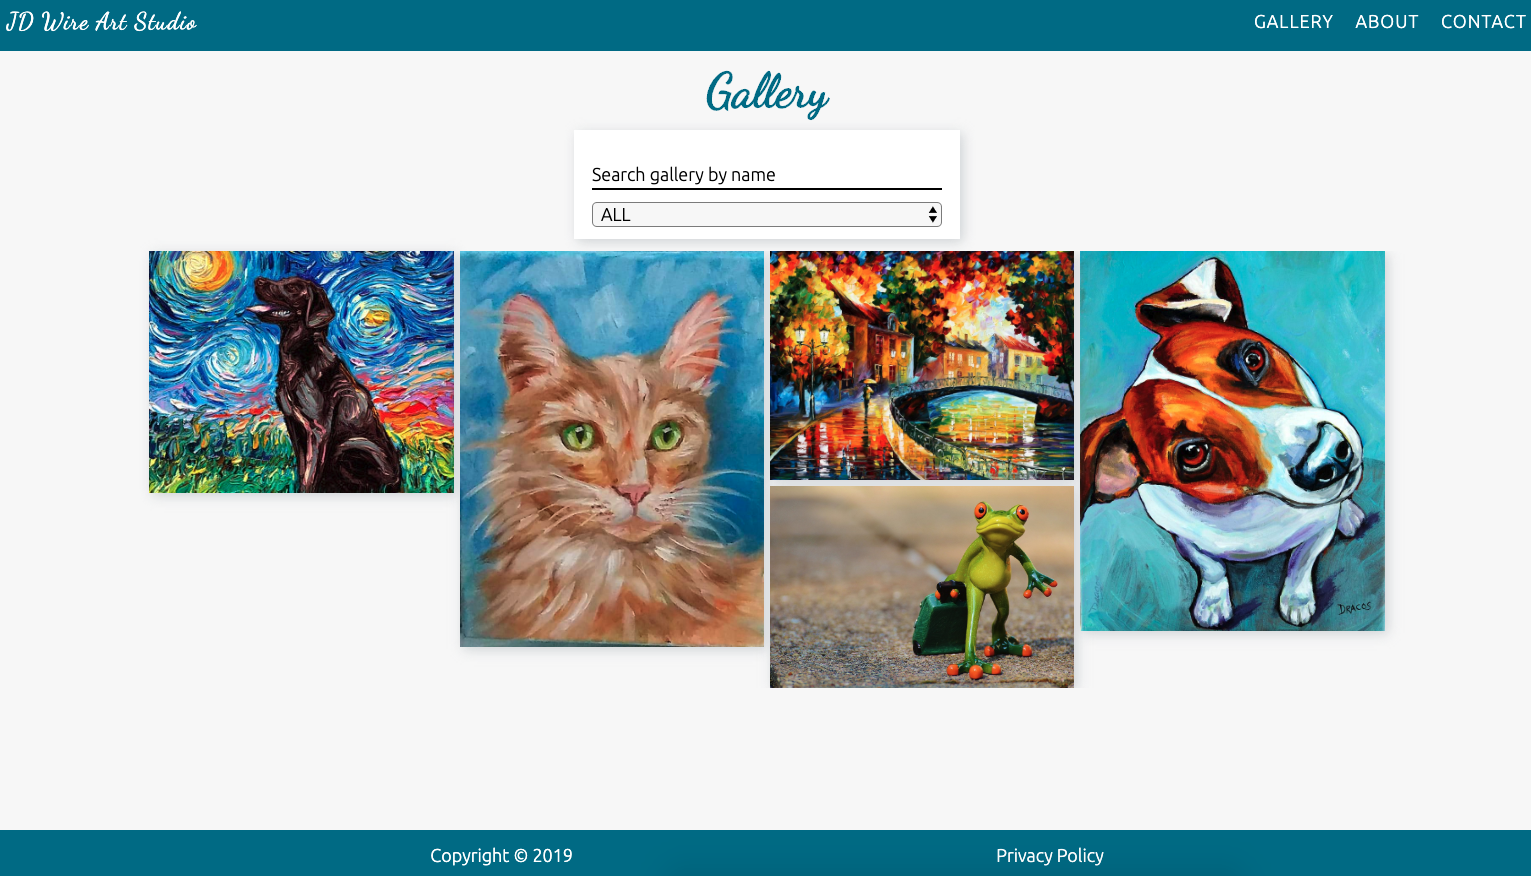 JD Wire Art Studio
GALLERY ABOUT CONTACT
Gallery
Search gallery by name
ALL
DRACOS
Copyright © 2019
Privacy Policy